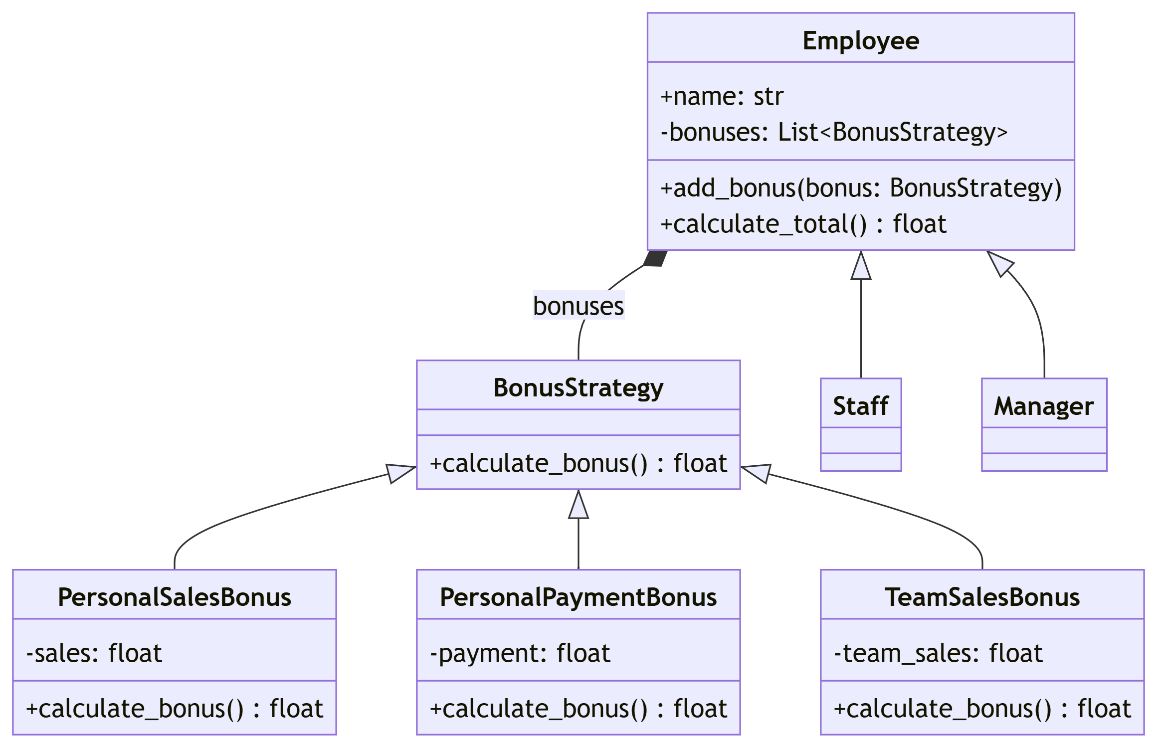 Employee
+name: str
-bonuses: List<BonusStrategy>
+add_bonus(bonus: BonusStrategy)
+calculate_total() : float
bonuses
BonusStrategy
+calculate_bonus() : float
Staff
Manager
PersonalSalesBonus
-sales: float
+calculate_bonus() : float
PersonalPaymentBonus
-payment: float
+calculate_bonus() : float
TeamSalesBonus
-team_sales: float
+calculate_bonus() : float